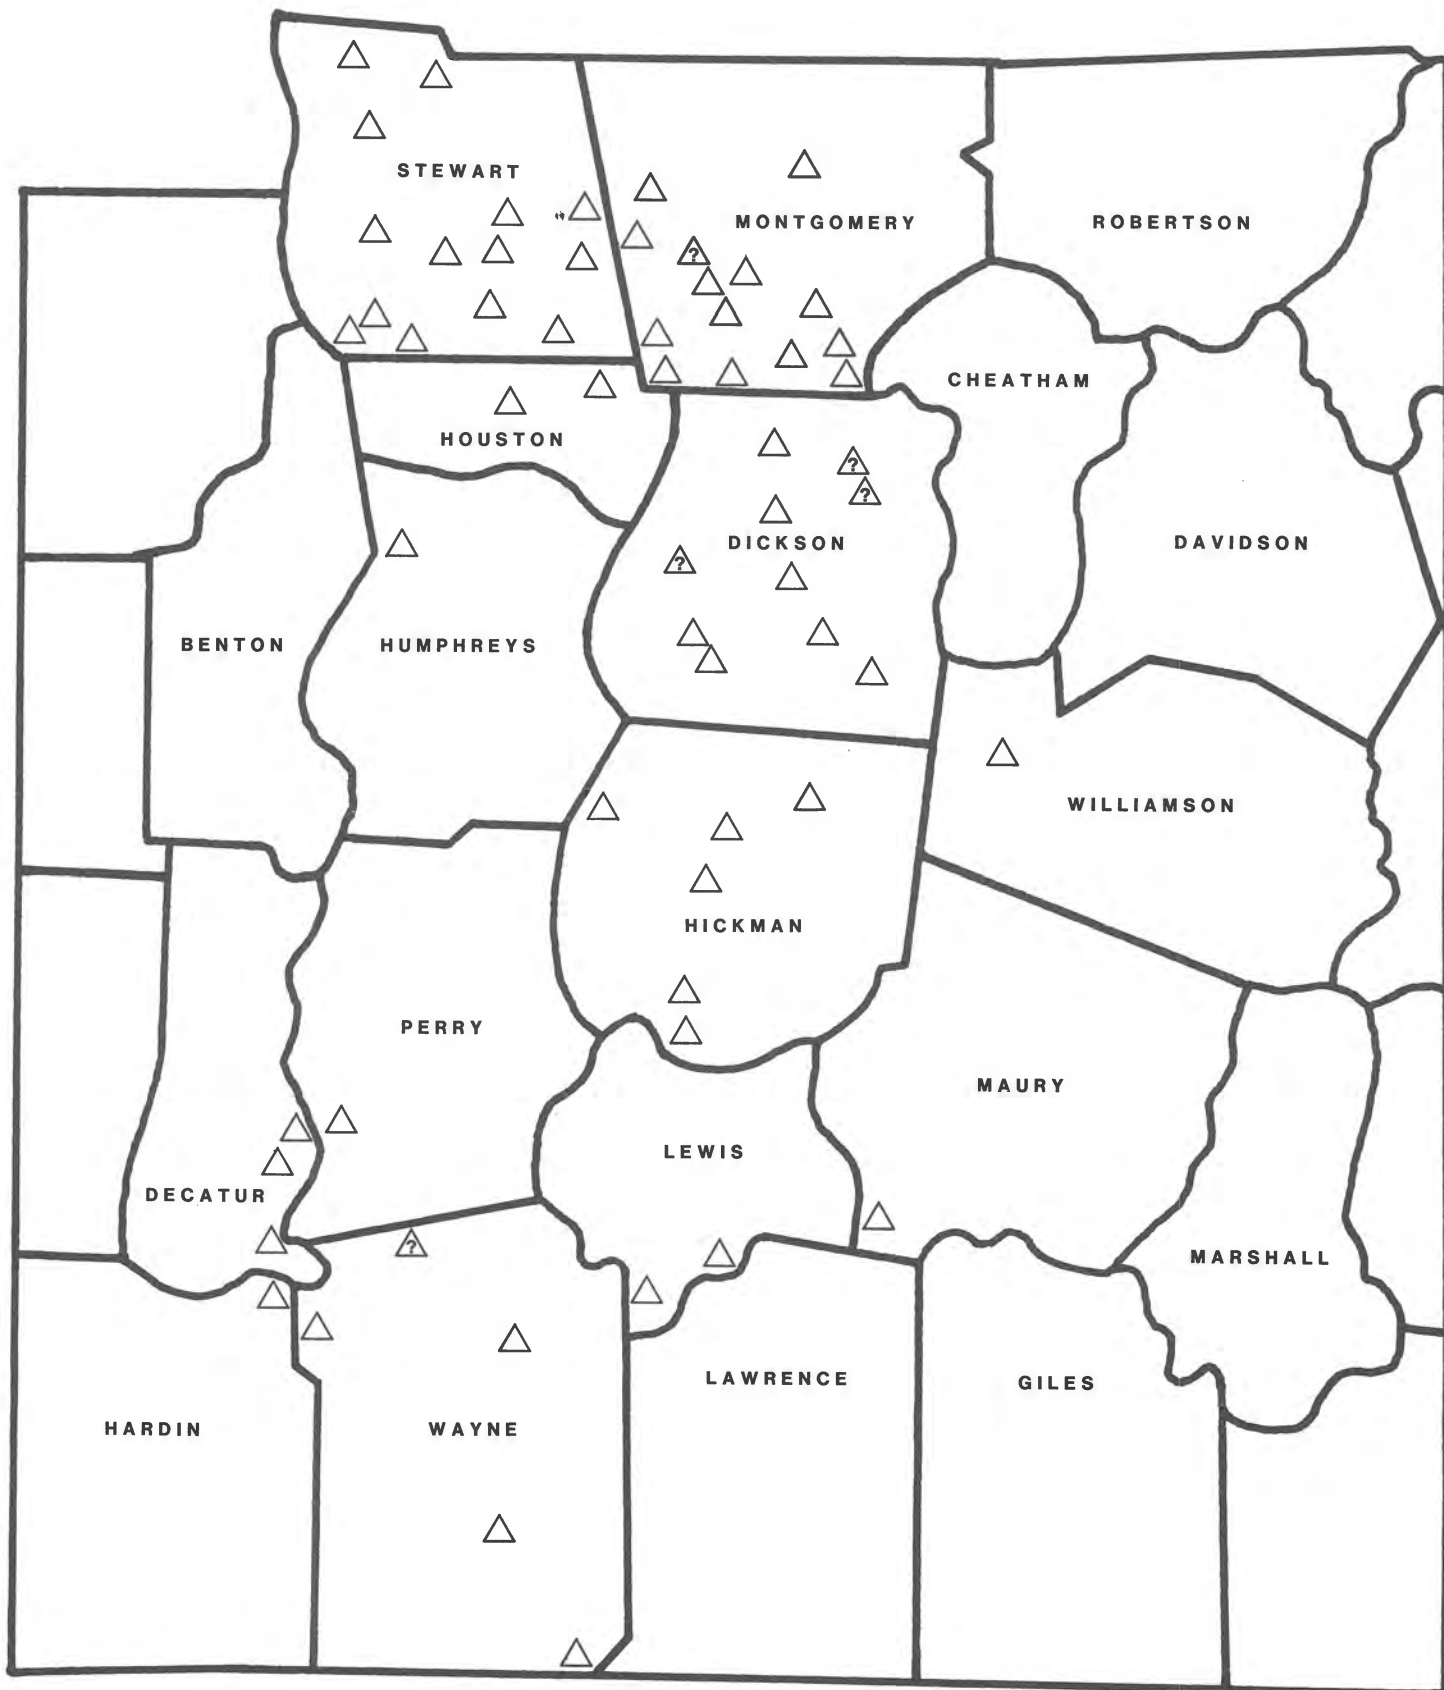 STEWART
MONTGOMERY
ROBERTSON
?
CHEATHAM
HOUSTON
?
?
DICKSON
DAVIDSON
?
BENTON
HUMPHREYS
WILLIAMSON
HICKMAN
PERRY
MAURY
LEWIS
DECATUR
?
MARSHALL
LAWRENCE
GILES
HARDIN
WAYNE